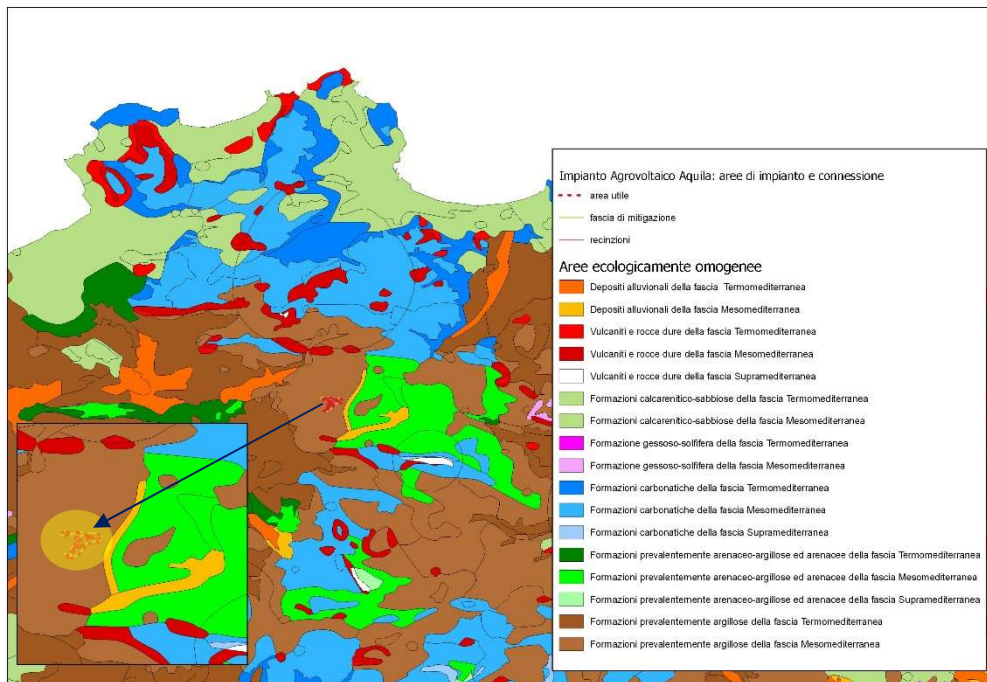 Impianto Agrovoltaico Aquila: aree di impianto e connessione
area utile
fascia di mitigazione
recinzioni
Aree ecologicamente omogenee
Depositi alluvionali della fascia Termomediterranea
Depositi alluvionali della fascia Mesomediterranea
Vulcaniti e rocce dure della fascia Termomediterranea
Vulcaniti e rocce dure della fascia Mesomediterranea
Vulcaniti e rocce dure della fascia Supramediterranea
Formazioni calcarenitico-sabbiose della fascia Termomediterranea
Formazioni calcarenitico-sabbiose della fascia Mesomediterranea
Formazione gessoso-solfifera della fascia Termomediterranea
Formazione gessoso-solfifera della fascia Mesomediterranea
Formazioni carbonatiche della fascia Termomediterranea
Formazioni carbonatiche della fascia Mesomediterranea
Formazioni carbonatiche della fascia Supramediterranea
Formazioni prevalentemente arenaceo-argillose ed arenacee della fascia Termomediterranea
Formazioni prevalentemente arenaceo-argillose ed arenacee della fascia Mesomediterranea
Formazioni prevalentemente arenaceo-argillose ed arenacee della fascia Supramediterranea
Formazioni prevalentemente argillose della fascia Termomediterranea
Formazioni prevalentemente argillose della fascia Mesomediterranea